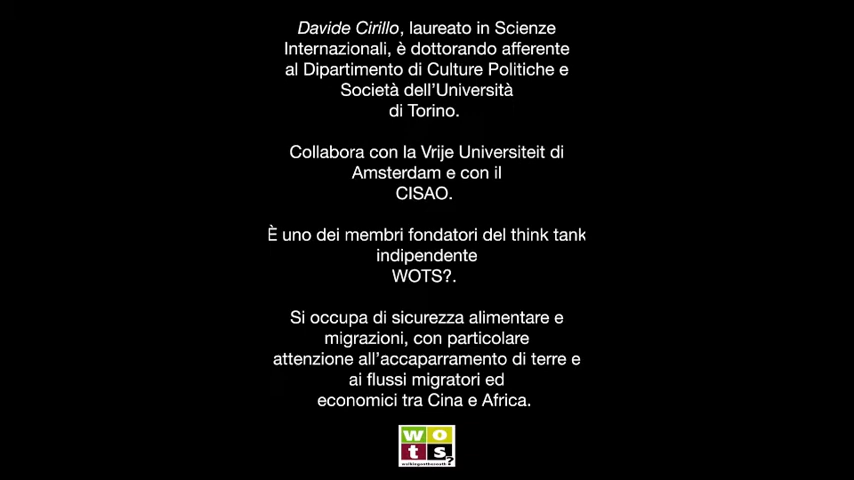 Davide Cirillo, laureato in Scienze
Internazionali, è dottorando afferente
al Dipartimento di Culture Politiche e
Società dell'Università
di Torino.
Collabora con la Vrije Universiteit di
Amsterdam e con il
CISAO.
È uno dei membri fondatori del think tank
indipendente
WOTS?.
Si occupa di sicurezza alimentare e
migrazioni, con particolare
attenzione all'accaparramento di terre e
ai flussi migratori ed
economici tra Cina e Africa.
wo
ts?